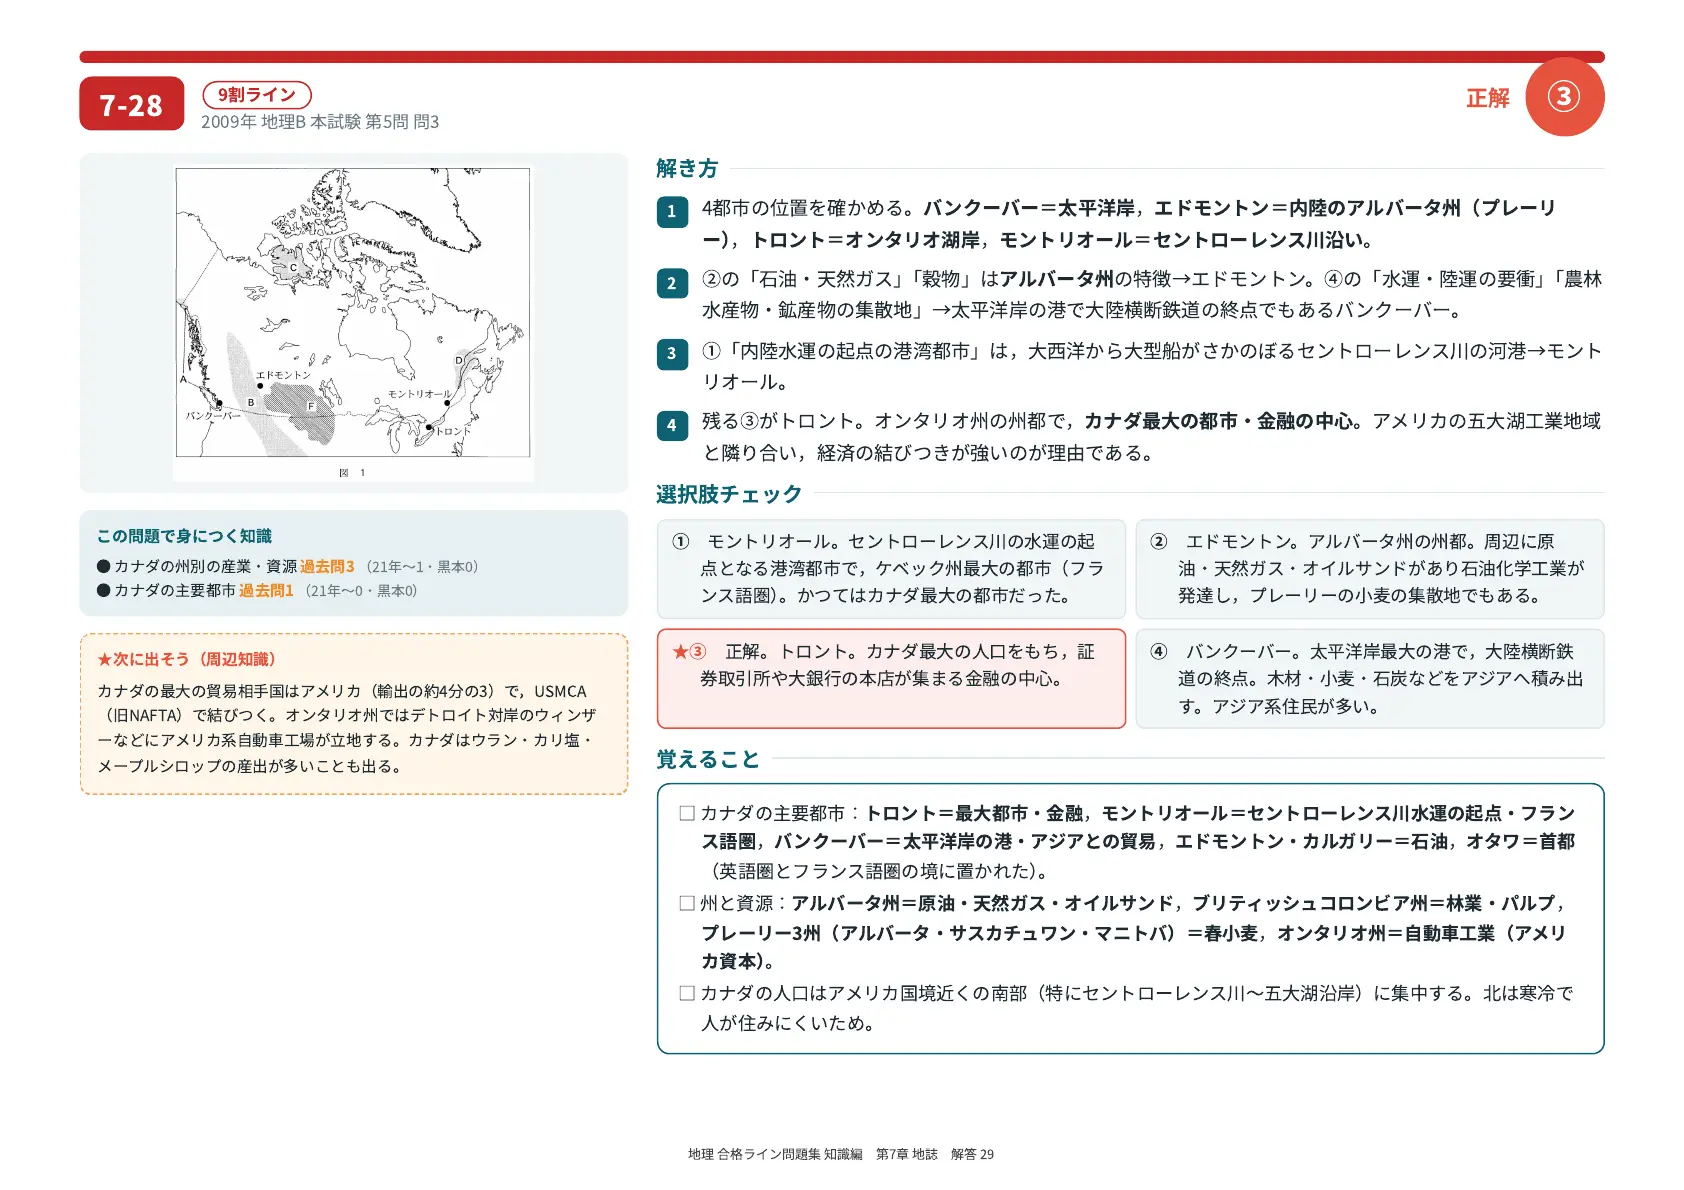 7-28
9割ライン
2009年 地理B 本試験 第5問 問3
正解
③
C
D
エドモントン
モントリオール
A
B
F
バンクーバー
トロント
図 1
この問題で身につく知識
●カナダの州別の産業・資源 過去問3 （21年〜1・黒本0）
●カナダの主要都市 過去問1 （21年〜0・黒本0）
★次に出そう（周辺知識）
カナダの最大の貿易相手国はアメリカ（輸出の約4分の3）で，USMCA
（旧NAFTA）で結びつく。オンタリオ州ではデトロイト対岸のウィンザ
ーなどにアメリカ系自動車工場が立地する。カナダはウラン・カリ塩・
メープルシロップの産出が多いことも出る。
解き方
1 4都市の位置を確かめる。バンクーバー＝太平洋岸，エドモントン＝内陸のアルバータ州（プレーリ
ー），トロント＝オンタリオ湖岸，モントリオール＝セントローレンス川沿い。
2 ②の「石油・天然ガス」「穀物」はアルバータ州の特徴→エドモントン。④の「水運・陸運の要衝」「農林
水産物・鉱産物の集散地」→太平洋岸の港で大陸横断鉄道の終点でもあるバンクーバー。
3 ①「内陸水運の起点の港湾都市」は，大西洋から大型船がさかのぼるセントローレンス川の河港→モント
リオール。
4 残る③がトロント。オンタリオ州の州都で，カナダ最大の都市・金融の中心。アメリカの五大湖工業地域
と隣り合い，経済の結びつきが強いのが理由である。
選択肢チェック
① モントリオール。セントローレンス川の水運の起
点となる港湾都市で，ケベック州最大の都市（フラ
ンス語圏）。かつてはカナダ最大の都市だった。
② エドモントン。アルバータ州の州都。周辺に原
油・天然ガス・オイルサンドがあり石油化学工業が
発達し，プレーリーの小麦の集散地でもある。
★③ 正解。トロント。カナダ最大の人口をもち，証
券取引所や大銀行の本店が集まる金融の中心。
④ バンクーバー。太平洋岸最大の港で，大陸横断鉄
道の終点。木材・小麦・石炭などをアジアへ積み出
す。アジア系住民が多い。
覚えること
□ カナダの主要都市：トロント＝最大都市・金融，モントリオール＝セントローレンス川水運の起点・フラン
ス語圏，バンクーバー＝太平洋岸の港・アジアとの貿易，エドモントン・カルガリー＝石油，オタワ＝首都
（英語圏とフランス語圏の境に置かれた）。
□ 州と資源：アルバータ州＝原油・天然ガス・オイルサンド，ブリティッシュコロンビア州＝林業・パルプ，
プレーリー3州（アルバータ・サスカチュワン・マニトバ）＝春小麦，オンタリオ州＝自動車工業（アメリ
カ資本）。
□ カナダの人口はアメリカ国境近くの南部（特にセントローレンス川〜五大湖沿岸）に集中する。北は寒冷で
人が住みにくいため。
地理 合格ライン問題集 知識編 第7章 地誌 解答 29